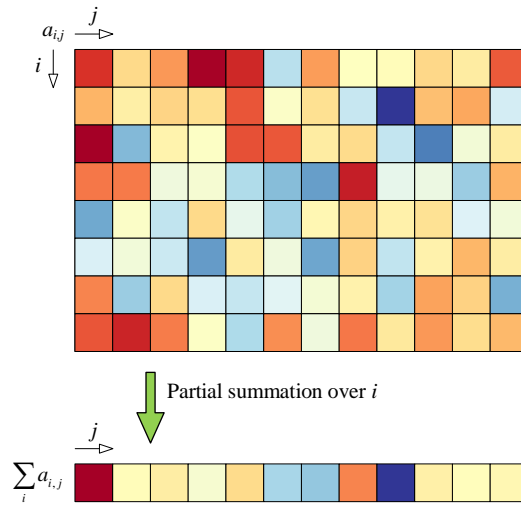 j
a_{i,j}
i
Partial summation over i
j
∑_i a_{i,j}